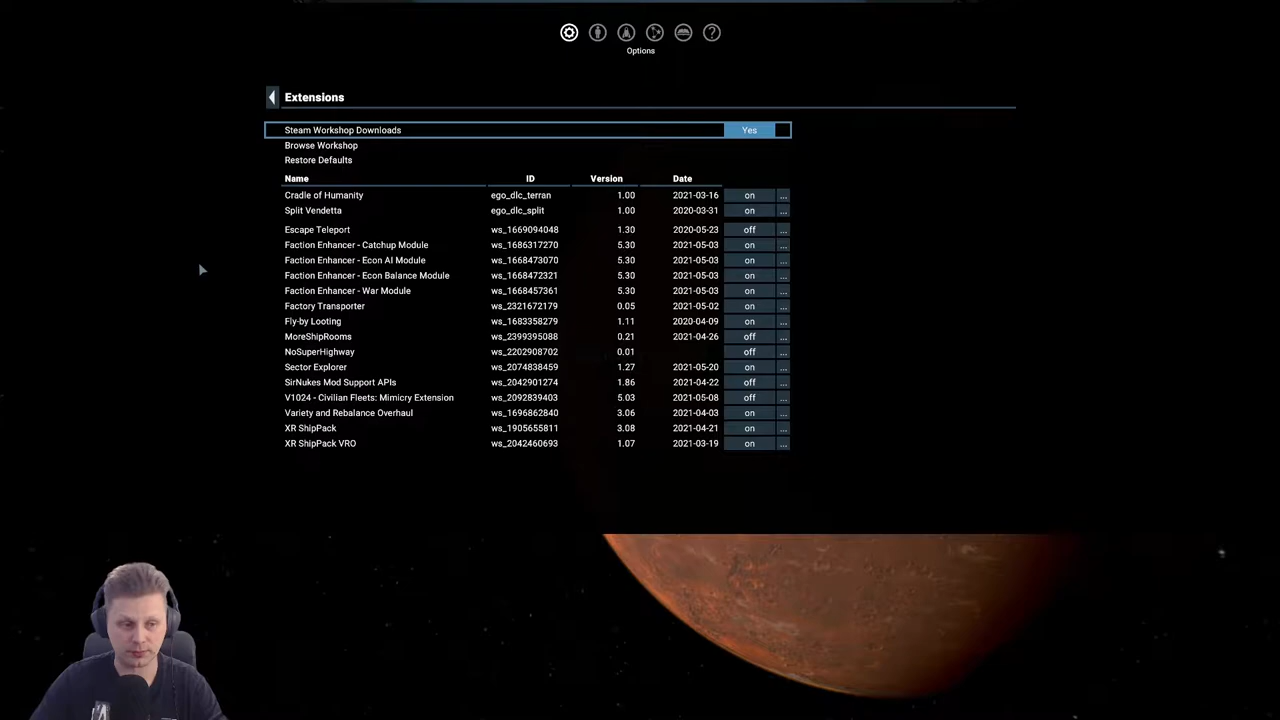 Options
Extensions
Steam Workshop Downloads Yes
Browse Workshop
Restore Defaults
Name ID Version Date
Cradle of Humanity ego_dlc_terran 1.00 2021-03-16 on ...
Split Vendetta ego_dlc_split 1.00 2020-03-31 on ...
Escape Teleport ws_1669094048 1.30 2020-05-23 off ...
Faction Enhancer - Catchup Module ws_1686317270 5.30 2021-05-03 on ...
Faction Enhancer - Econ AI Module ws_1668473070 5.30 2021-05-03 on ...
Faction Enhancer - Econ Balance Module ws_1668472321 5.30 2021-05-03 on ...
Faction Enhancer - War Module ws_1668457361 5.30 2021-05-03 on ...
Factory Transporter ws_2321672179 0.05 2021-05-02 on ...
Fly-by Looting ws_1683358279 1.11 2020-04-09 on ...
MoreShipRooms ws_2399395088 0.21 2021-04-26 off ...
NoSuperHighway ws_2202908702 0.01 off ...
Sector Explorer ws_2074838459 1.27 2021-05-20 on ...
SirNukes Mod Support APIs ws_2042901274 1.86 2021-04-22 off ...
V1024 - Civilian Fleets: Mimicry Extension ws_2092839403 5.03 2021-05-08 off ...
Variety and Rebalance Overhaul ws_1696862840 3.06 2021-04-03 on ...
XR ShipPack ws_1905655811 3.08 2021-04-21 on ...
XR ShipPack VRO ws_2042460693 1.07 2021-03-19 on ...